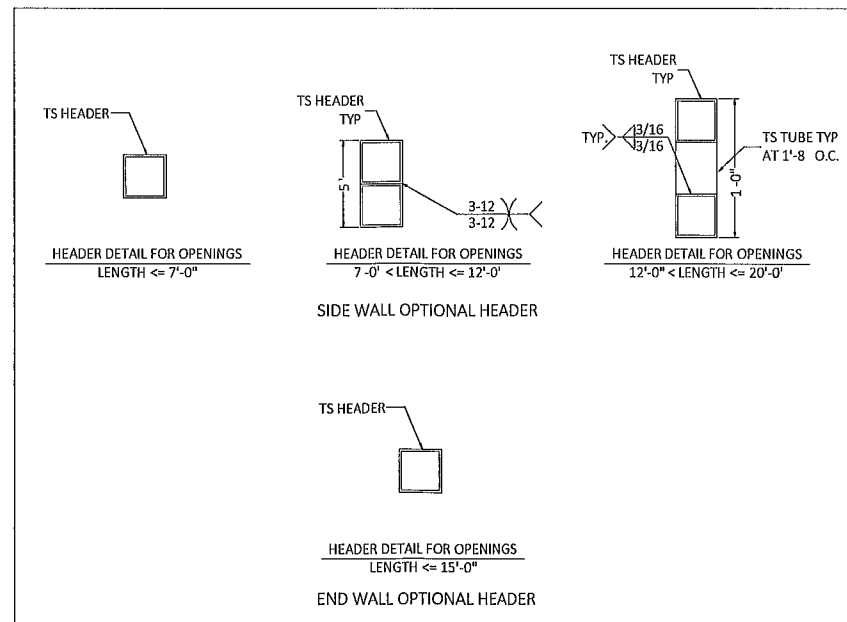 TS HEADER
HEADER DETAIL FOR OPENINGS
LENGTH <= 7'-0"
TS HEADER
TYP
5'
3-12
3-12
HEADER DETAIL FOR OPENINGS
7 -0' < LENGTH <= 12'-0'
TS HEADER
TYP
TYP.
3/16
3/16
TS TUBE TYP
AT 1'-8 O.C.
1 -0"
HEADER DETAIL FOR OPENINGS
12'-0" < LENGTH <= 20'-0'
SIDE WALL OPTIONAL HEADER
TS HEADER
HEADER DETAIL FOR OPENINGS
LENGTH <= 15'-0"
END WALL OPTIONAL HEADER